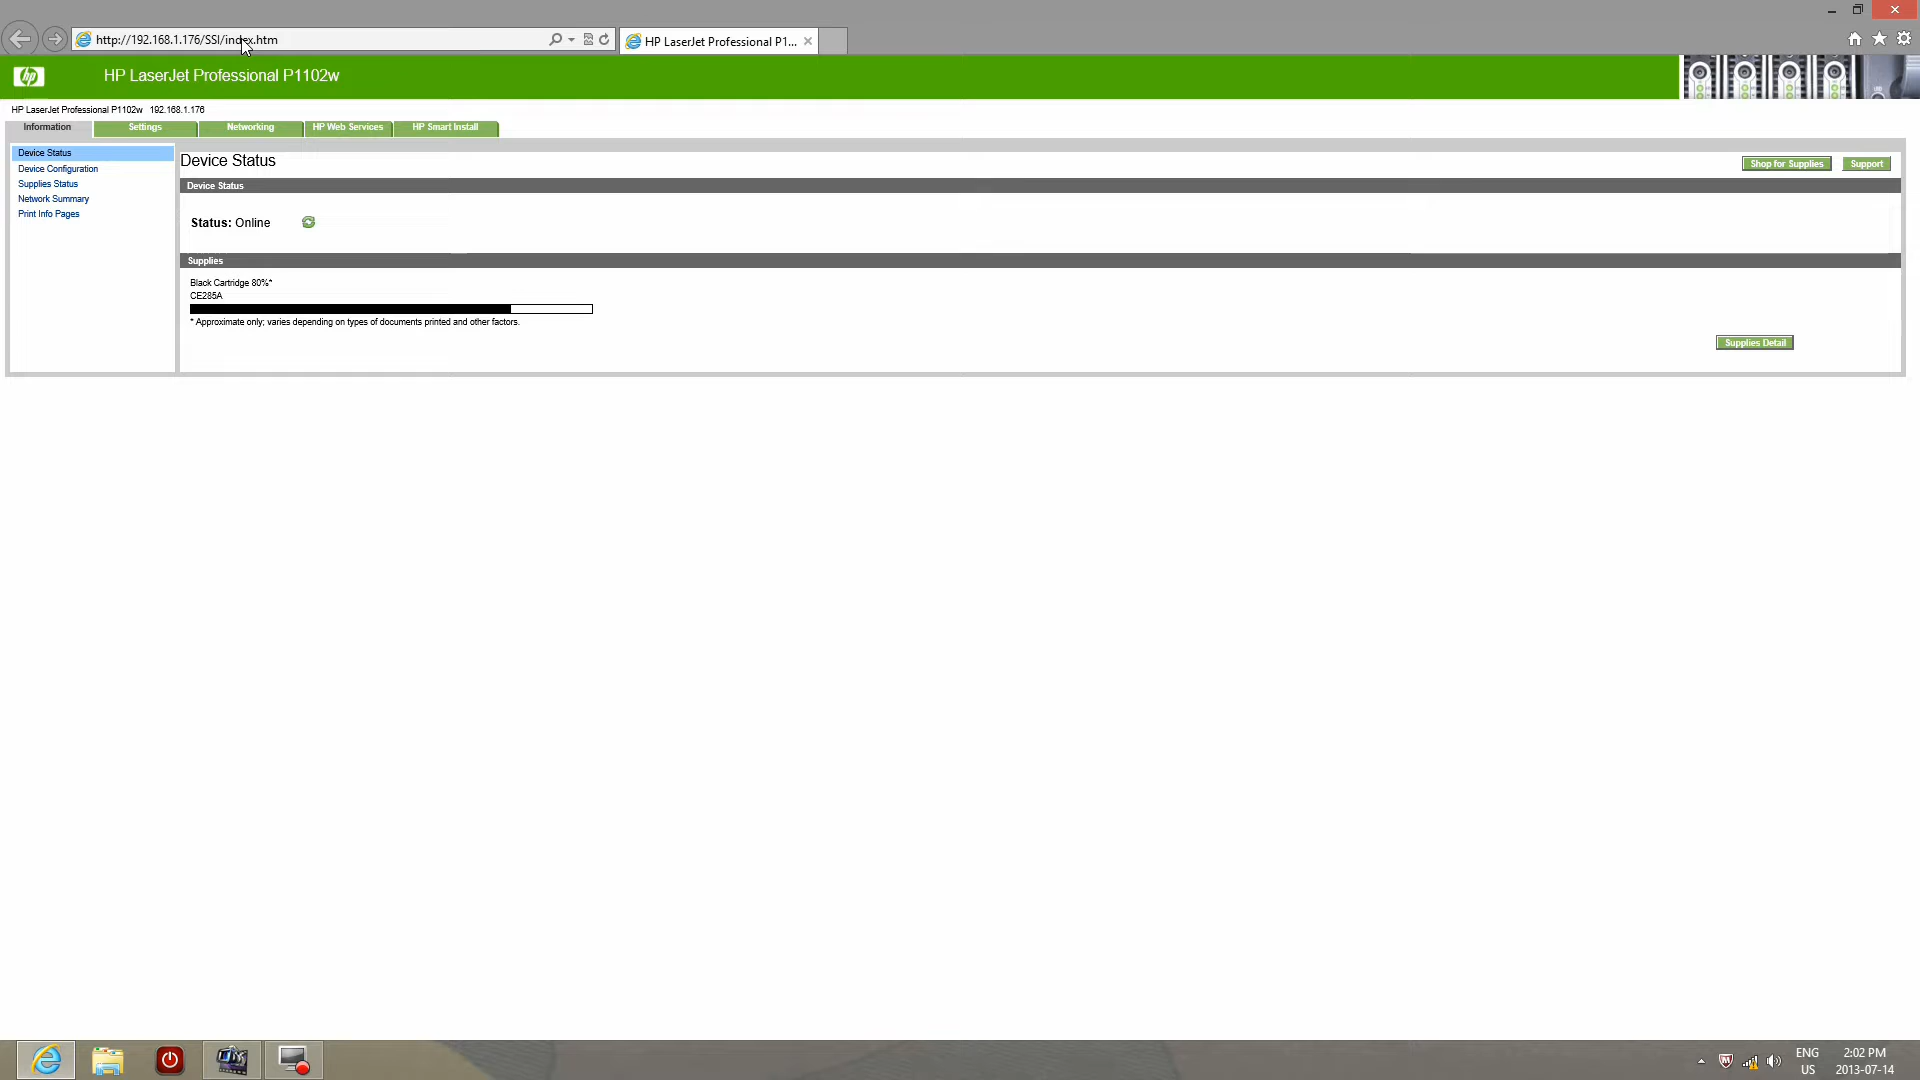 http://192.168.1.176/SSI/index.htm
HP LaserJet Professional P1...
hp
HP LaserJet Professional P1102w
HP LaserJet Professional P1102w 192.168.1.176
Information Settings Networking HP Web Services HP Smart Install
Device Status
Device Configuration
Supplies Status
Network Summary
Print Info Pages
Device Status
Shop for Supplies Support
Device Status
Status: Online
Supplies
Black Cartridge 80%*
CE285A
* Approximate only; varies depending on types of documents printed and other factors.
Supplies Detail
ENG
US
2:02 PM
2013-07-14